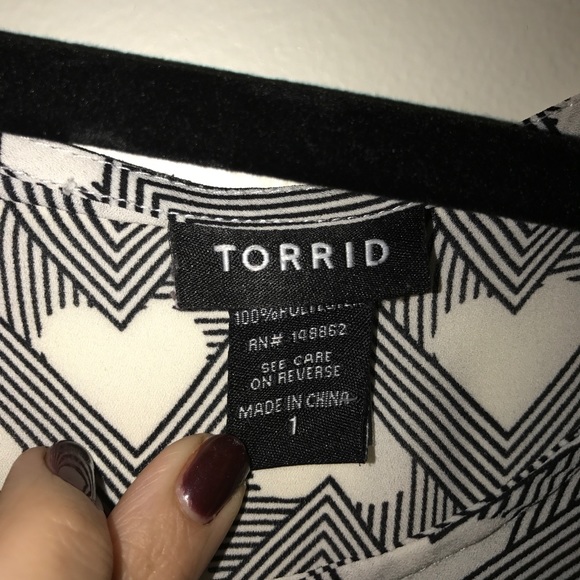 TORRID
100%POLYESTER
RN# 148862
SEE CARE
ON REVERSE
MADE IN CHINA
1